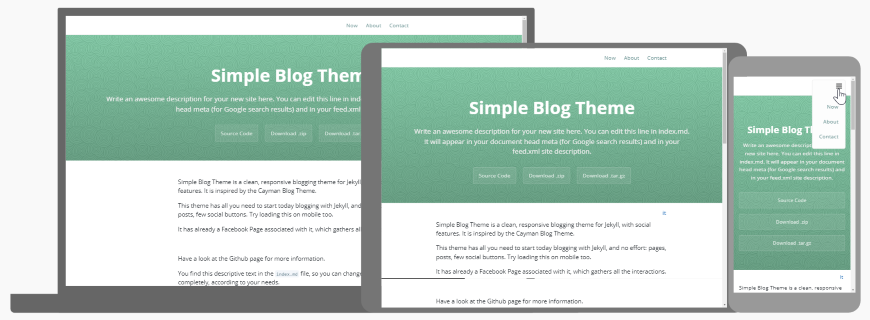 Now About Contact
Simple Blog Them
Write an awesome description for your new site here. You can edit this line in ind
head meta (for Google search results) and in your feed.xml
Source Code Download .zip Download .tar
Simple Blog Theme is a clean, responsive blogging theme for Jekyll
features. It is inspired by the Cayman Blog Theme.
This theme has all you need to start today blogging with Jekyll, and
posts, few social buttons. Try loading this on mobile too.
It has already a Facebook Page associated with it, which gathers all
Have a look at the Github page for more information.
You find this descriptive text in the index.md file, so you can change
completely, according to your needs.
Now About Contact
Simple Blog Theme
Write an awesome description for your new site here. You can edit this line in index.md.
It will appear in your document head meta (for Google search results) and in your
feed.xml site description.
Source Code Download .zip Download .tar.gz
It
Simple Blog Theme is a clean, responsive blogging theme for Jekyll, with social
features. It is inspired by the Cayman Blog Theme.
This theme has all you need to start today blogging with Jekyll, and no effort: pages,
posts, few social buttons. Try loading this on mobile too.
It has already a Facebook Page associated with it, which gathers all the interactions.
Have a look at the Github page for more information.
Now
About
Contact
Simple Blog T
Write an awesome descript
new site here. You can edit this line in
index.md. It will appear in your document
head meta (for Google search results) and
in your feed.xml site description.
Source Code
Download .zip
Download .tar.gz
It
Simple Blog Theme is a clean, responsive